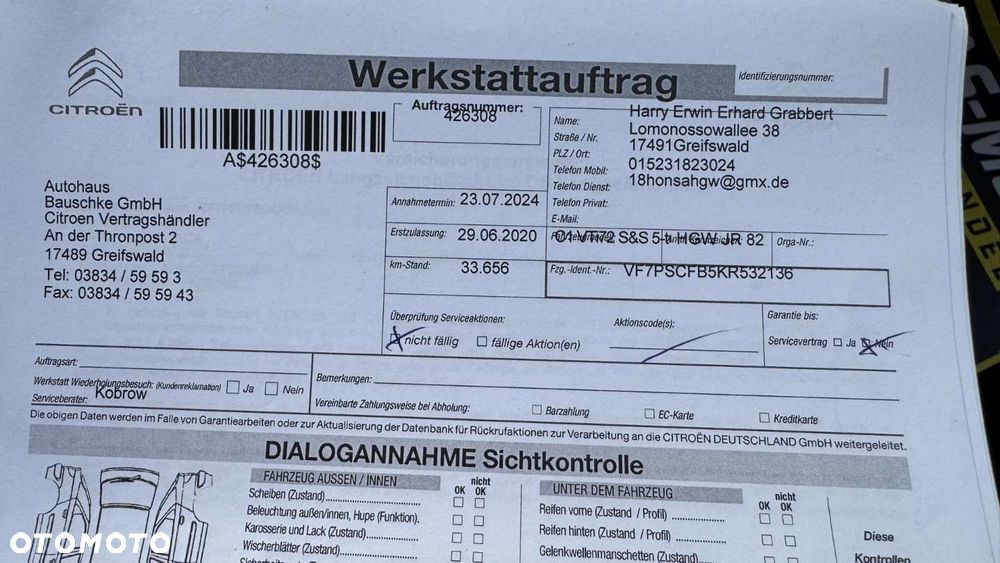 CITROËN
Werkstattauftrag
Identifizierungsnummer:
A$426308$
Auftragsnummer:
426308
Name: Harry Erwin Erhard Grabbert
Straße / Nr. Lomonossowallee 38
PLZ / Ort: 17491Greifswald
Telefon Mobil: 015231823024
Telefon Dienst: 18honsahgw@gmx.de
Telefon Privat:
E-Mail:
Autohaus
Bauschke GmbH
Citroen Vertragshändler
An der Thronpost 2
17489 Greifswald
Tel: 03834 / 59 59 3
Fax: 03834 / 59 59 43
Annahmetermin: 23.07.2024
Erstzulassung: 29.06.2020
C1 VT72 S&S 5-t HGW JR 82
Orga-Nr.:
km-Stand: 33.656
Fzg.-Ident.-Nr.: VF7PSCFB5KR532136
Überprüfung Serviceaktionen:
nicht fällig fällige Aktion(en)
Aktionscode(s):
Garantie bis:
Servicevertrag Ja Nein
Auftragsart:
Werkstatt Wiederholungsbesuch: (Kundenreklamation) Ja Nein
Serviceberater: Kobrow
Bemerkungen:
Vereinbarte Zahlungsweise bei Abholung: Barzahlung EC-Karte Kreditkarte
Die obigen Daten werden im Falle von Garantiearbeiten oder zur Aktualisierung der Datenbank für Rückrufaktionen zur Verarbeitung an die CITROËN DEUTSCHLAND GmbH weitergeleitet.
DIALOGANNAHME Sichtkontrolle
FAHRZEUG AUSSEN / INNEN OK nicht OK
Scheiben (Zustand)
Beleuchtung außen/innen, Hupe (Funktion).
Karosserie und Lack (Zustand)
Wischerblätter (Zustand)
UNTER DEM FAHRZEUG OK nicht OK
Reifen vorne (Zustand / Profil)
Reifen hinten (Zustand / Profil)
Gelenkwellenmanschetten (Zustand)
Diese
Kontrollen
OTOMOTO